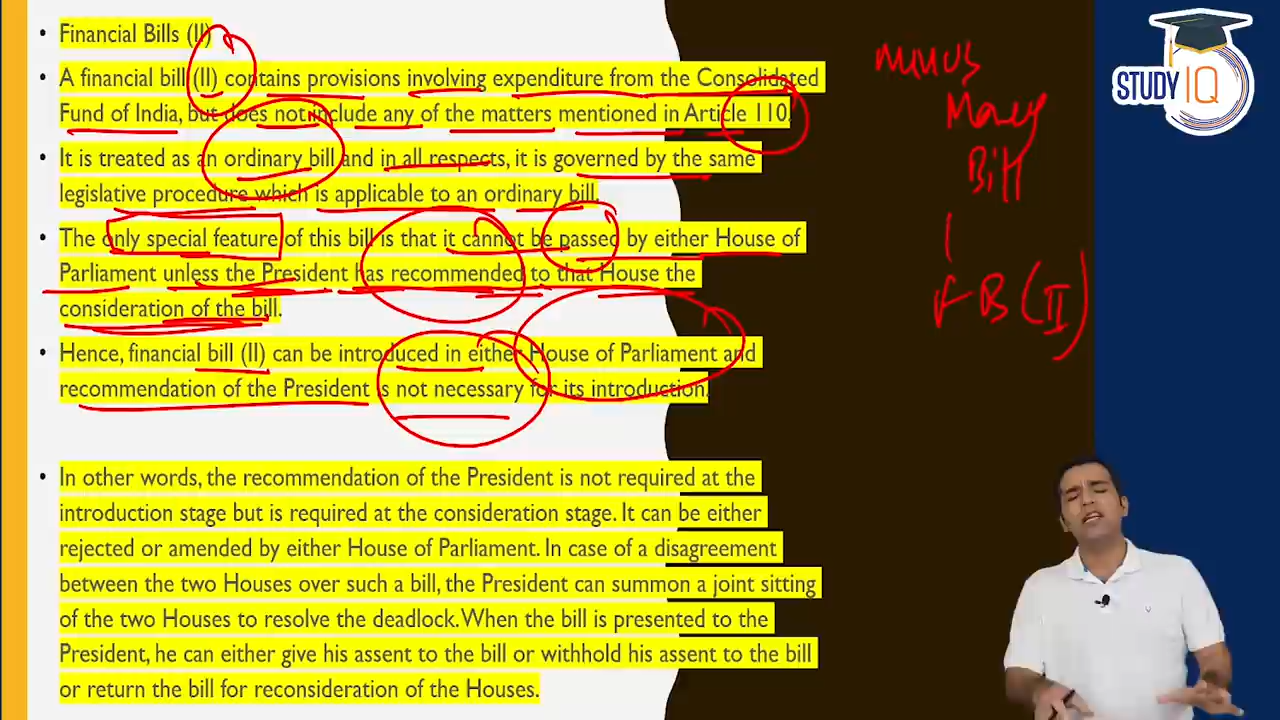 • Financial Bills (II)
• A financial bill (II) contains provisions involving expenditure from the Consolidated
Fund of India, but does not include any of the matters mentioned in Article 110.
• It is treated as an ordinary bill and in all respects, it is governed by the same
legislative procedure which is applicable to an ordinary bill.
• The only special feature of this bill is that it cannot be passed by either House of
Parliament unless the President has recommended to that House the
consideration of the bill.
• Hence, financial bill (II) can be introduced in either House of Parliament and
recommendation of the President is not necessary for its introduction.
• In other words, the recommendation of the President is not required at the
introduction stage but is required at the consideration stage. It can be either
rejected or amended by either House of Parliament. In case of a disagreement
between the two Houses over such a bill, the President can summon a joint sitting
of the two Houses to resolve the deadlock. When the bill is presented to the
President, he can either give his assent to the bill or withhold his assent to the bill
or return the bill for reconsideration of the Houses.
minus
Money
Bill
FB (II)
STUDY IQ